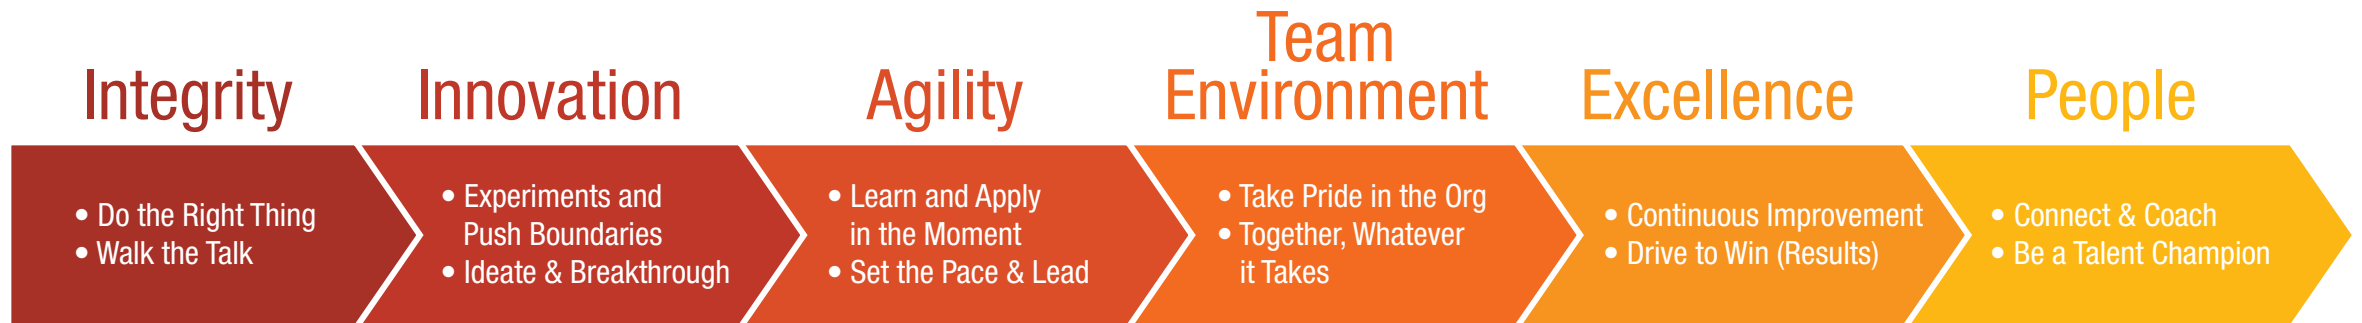 Integrity
• Do the Right Thing
• Walk the Talk
Innovation
• Experiments and
Push Boundaries
• Ideate & Breakthrough
Agility
• Learn and Apply
in the Moment
• Set the Pace & Lead
Team
Environment
• Take Pride in the Org
• Together, Whatever
it Takes
Excellence
• Continuous Improvement
• Drive to Win (Results)
People
• Connect & Coach
• Be a Talent Champion